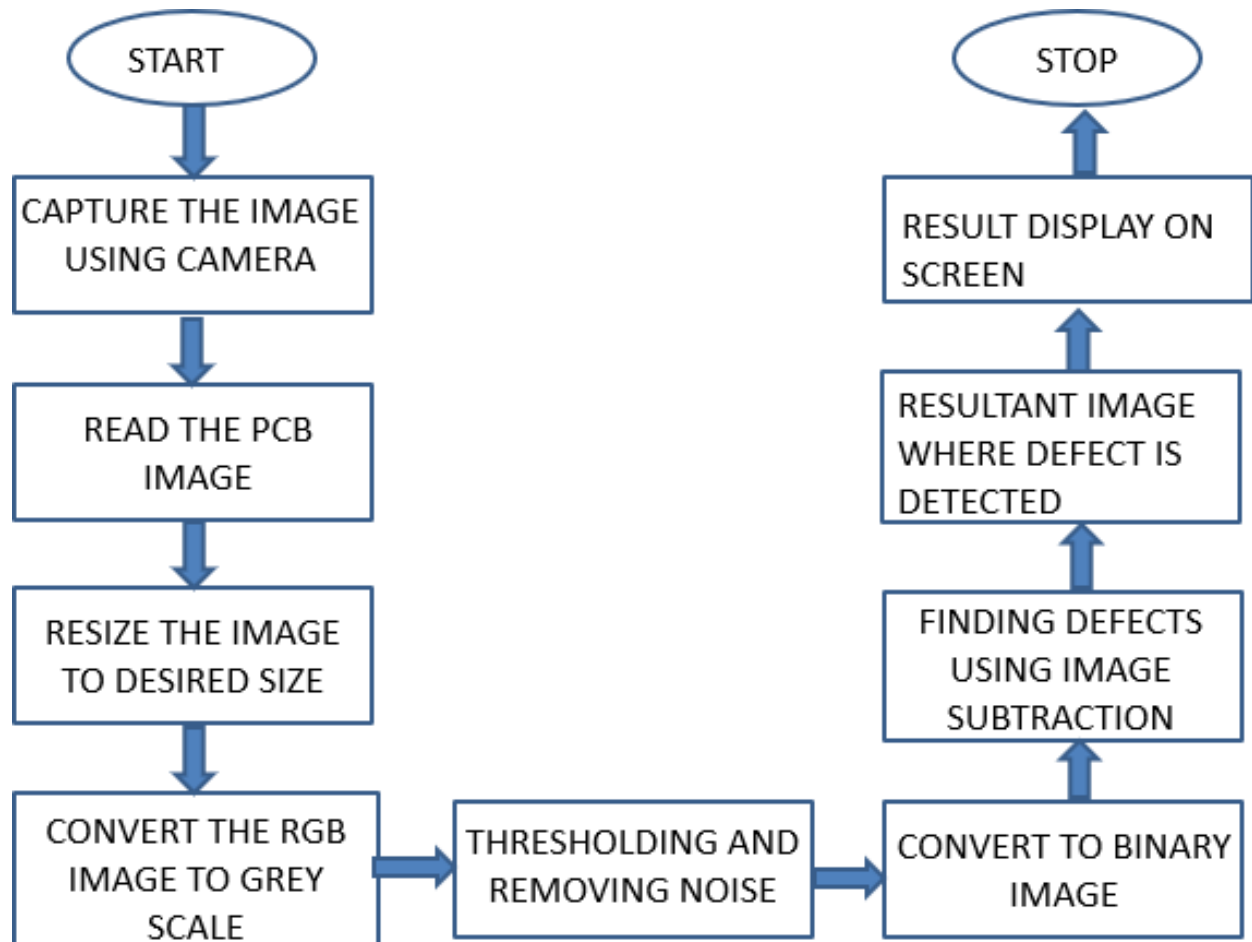 START
CAPTURE THE IMAGE
USING CAMERA
READ THE PCB
IMAGE
RESIZE THE IMAGE
TO DESIRED SIZE
CONVERT THE RGB
IMAGE TO GREY
SCALE
THRESHOLDING AND
REMOVING NOISE
CONVERT TO BINARY
IMAGE
FINDING DEFECTS
USING IMAGE
SUBTRACTION
RESULTANT IMAGE
WHERE DEFECT IS
DETECTED
RESULT DISPLAY ON
SCREEN
STOP